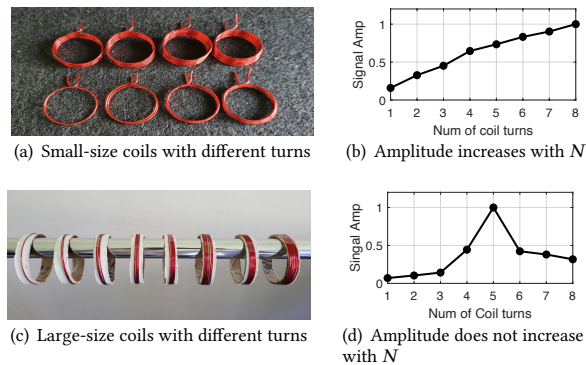 Signal Amp
1
0.5
0
1 2 3 4 5 6 7 8
Num of coil turns
(a) Small-size coils with different turns
(b) Amplitude increases with N
Singal Amp
1
0.5
0
1 2 3 4 5 6 7 8
Num of Coil turns
(c) Large-size coils with different turns
(d) Amplitude does not increase
with N